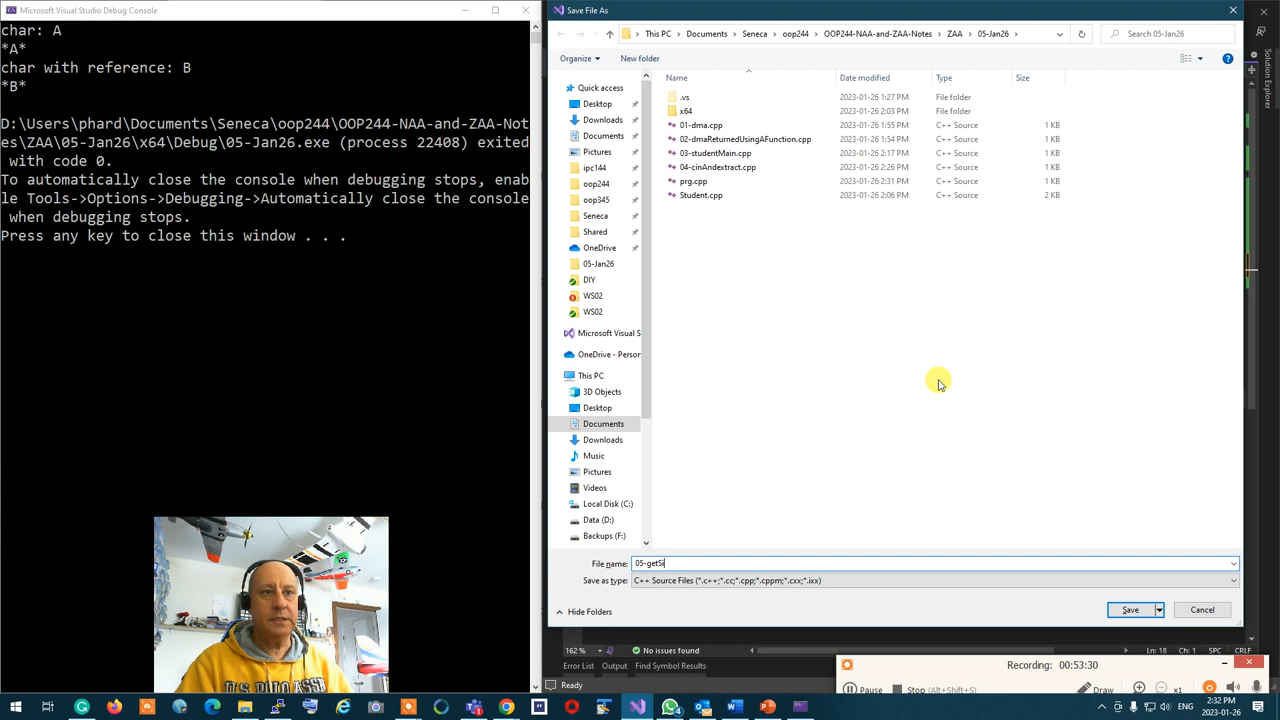 Microsoft Visual Studio Debug Console
char: A
*A*
char with reference: B
*B*
D:\Users\phard\Documents\Seneca\oop244\OOP244-NAA-and-ZAA-Not
es\ZAA\05-Jan26\x64\Debug\05-Jan26.exe (process 22408) exited
with code 0.
To automatically close the console when debugging stops, enab
le Tools->Options->Debugging->Automatically close the console
when debugging stops.
Press any key to close this window . . .
Save File As
This PC > Documents > Seneca > oop244 > OOP244-NAA-and-ZAA-Notes > ZAA > 05-Jan26 >
Search 05-Jan26
Organize
New folder
Name
Date modified
Type
Size
.vs 2023-01-26 1:27 PM File folder
x64 2023-01-26 2:03 PM File folder
01-dma.cpp 2023-01-26 1:55 PM C++ Source 1 KB
02-dmaReturnedUsingAFunction.cpp 2023-01-26 1:54 PM C++ Source 1 KB
03-studentMain.cpp 2023-01-26 2:17 PM C++ Source 1 KB
04-cinAndextract.cpp 2023-01-26 2:26 PM C++ Source 1 KB
prg.cpp 2023-01-26 2:31 PM C++ Source 1 KB
Student.cpp 2023-01-26 2:06 PM C++ Source 2 KB
Quick access
Desktop
Downloads
Documents
Pictures
ipc144
oop244
oop345
Seneca
Shared
OneDrive
05-Jan26
DIY
WS02
WS02
Microsoft Visual S
OneDrive - Person
This PC
3D Objects
Desktop
Documents
Downloads
Music
Pictures
Videos
Local Disk (C:)
Data (D:)
Backups (F:)
File name: 05-getSi
Save as type: C++ Source Files (*.c++;*.cc;*.cpp;*.cppm;*.cxx;*.ixx)
Hide Folders
Save
Cancel
Explorer
162 %
No issues found
Ln: 18 Ch: 1 SPC CRLF
Error List Output Find Symbol Results
Ready
Recording: 00:53:30
Pause
Stop (Alt+Shift+S)
Draw
x1
2:32 PM
2023-01-26